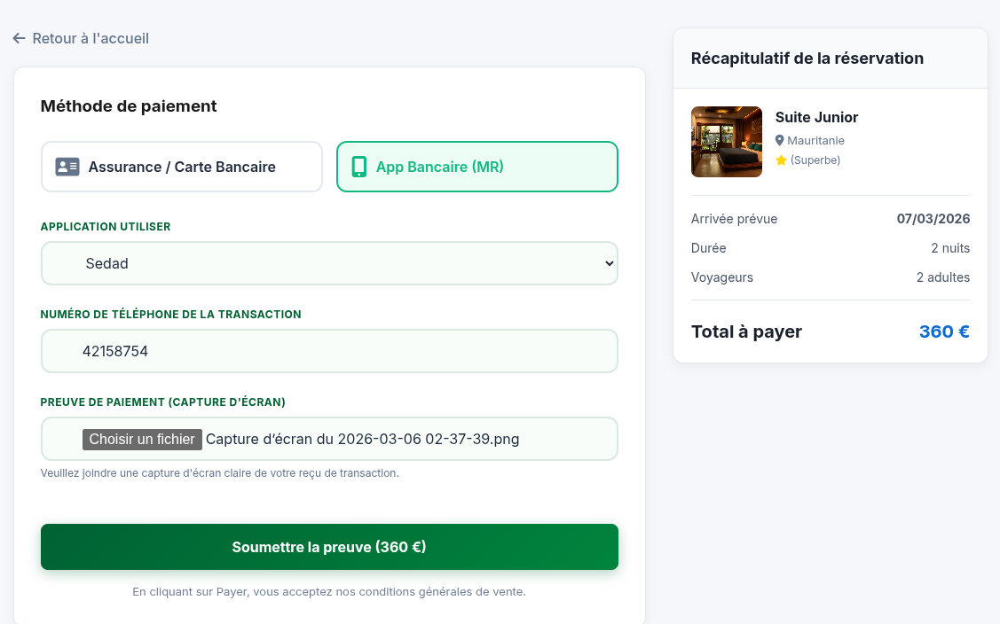 Retour à l'accueil
Méthode de paiement
Assurance / Carte Bancaire
App Bancaire (MR)
APPLICATION UTILISER
Sedad
NUMÉRO DE TÉLÉPHONE DE LA TRANSACTION
42158754
PREUVE DE PAIEMENT (CAPTURE D'ÉCRAN)
Choisir un fichier Capture d’écran du 2026-03-06 02-37-39.png
Veuillez joindre une capture d'écran claire de votre reçu de transaction.
Soumettre la preuve (360 €)
En cliquant sur Payer, vous acceptez nos conditions générales de vente.
Récapitulatif de la réservation
Suite Junior
Mauritanie
(Superbe)
Arrivée prévue 07/03/2026
Durée 2 nuits
Voyageurs 2 adultes
Total à payer 360 €